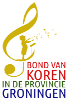 BOND VAN
KOREN
IN DE PROVINCIE
GRONINGEN